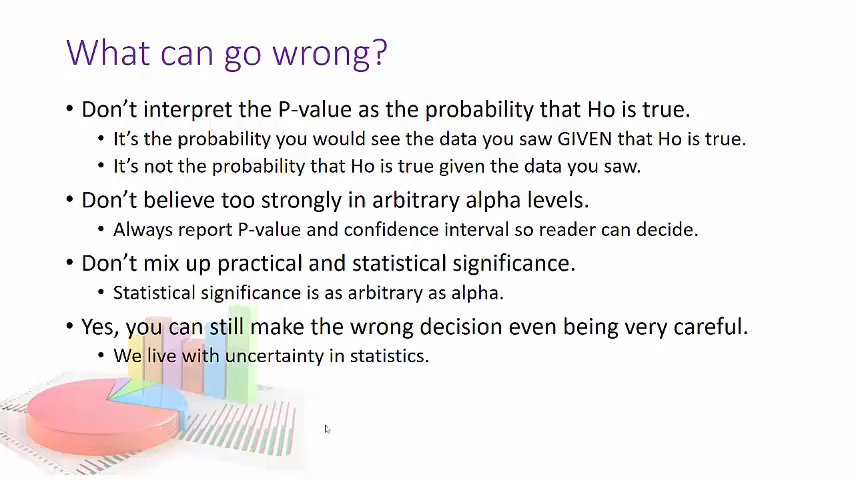 What can go wrong?
• Don’t interpret the P-value as the probability that Ho is true.
• It’s the probability you would see the data you saw GIVEN that Ho is true.
• It’s not the probability that Ho is true given the data you saw.
• Don’t believe too strongly in arbitrary alpha levels.
• Always report P-value and confidence interval so reader can decide.
• Don’t mix up practical and statistical significance.
• Statistical significance is as arbitrary as alpha.
• Yes, you can still make the wrong decision even being very careful.
• We live with uncertainty in statistics.